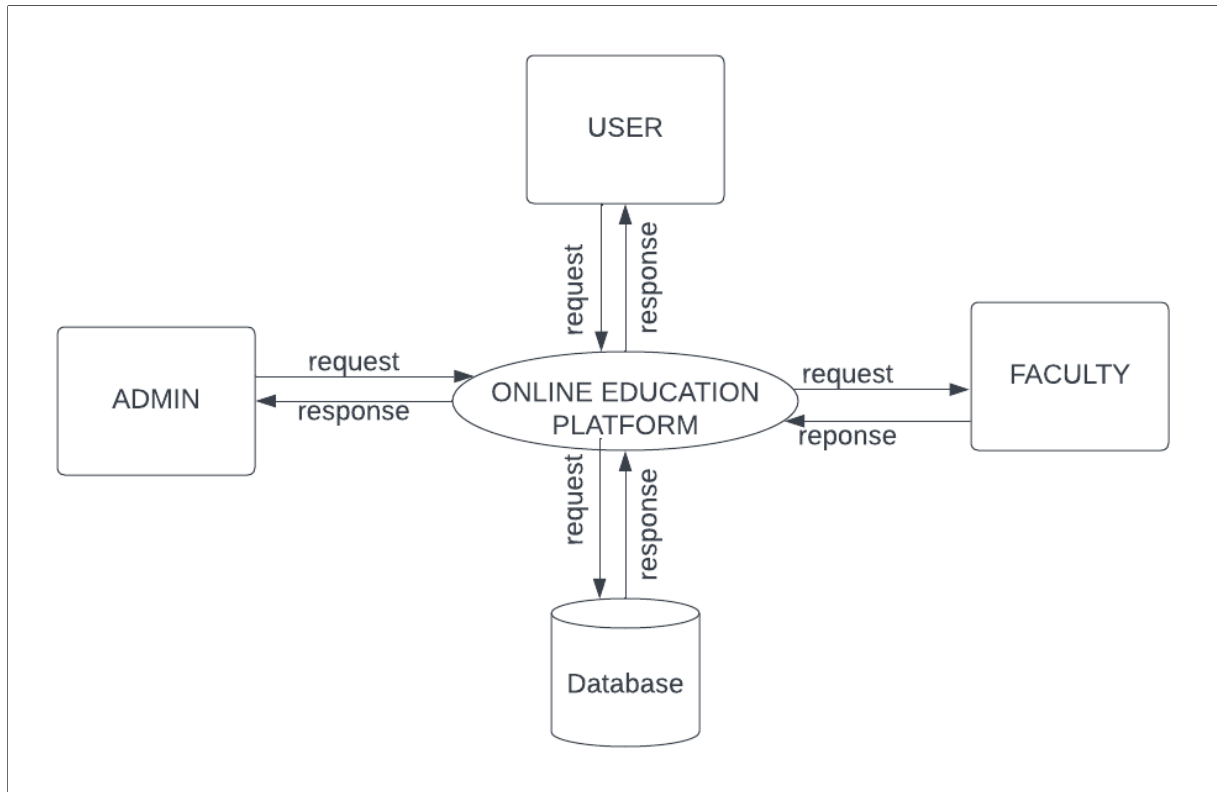 USER
request
response
ADMIN
request
response
ONLINE EDUCATION
PLATFORM
request
reponse
FACULTY
request
response
Database